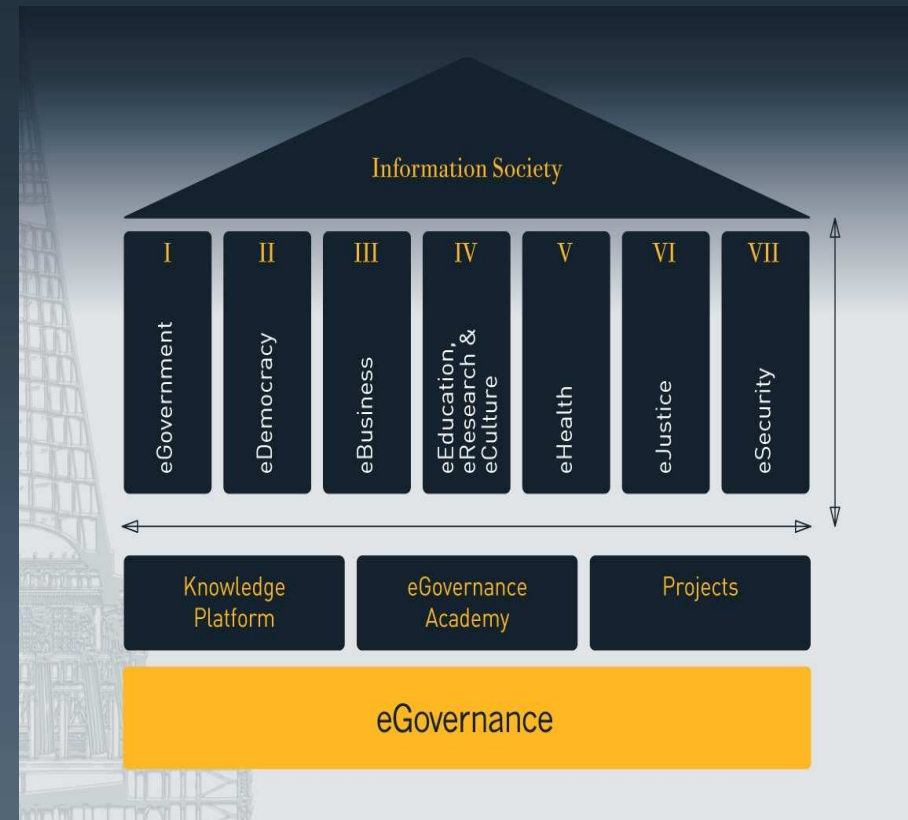 Information Society
I
II
III
IV
V
VI
VII
eGovernment
eDemocracy
eBusiness
eEducation,
eResearch &
eCulture
eHealth
eJustice
eSecurity
Knowledge
Platform
eGovernance
Academy
Projects
eGovernance